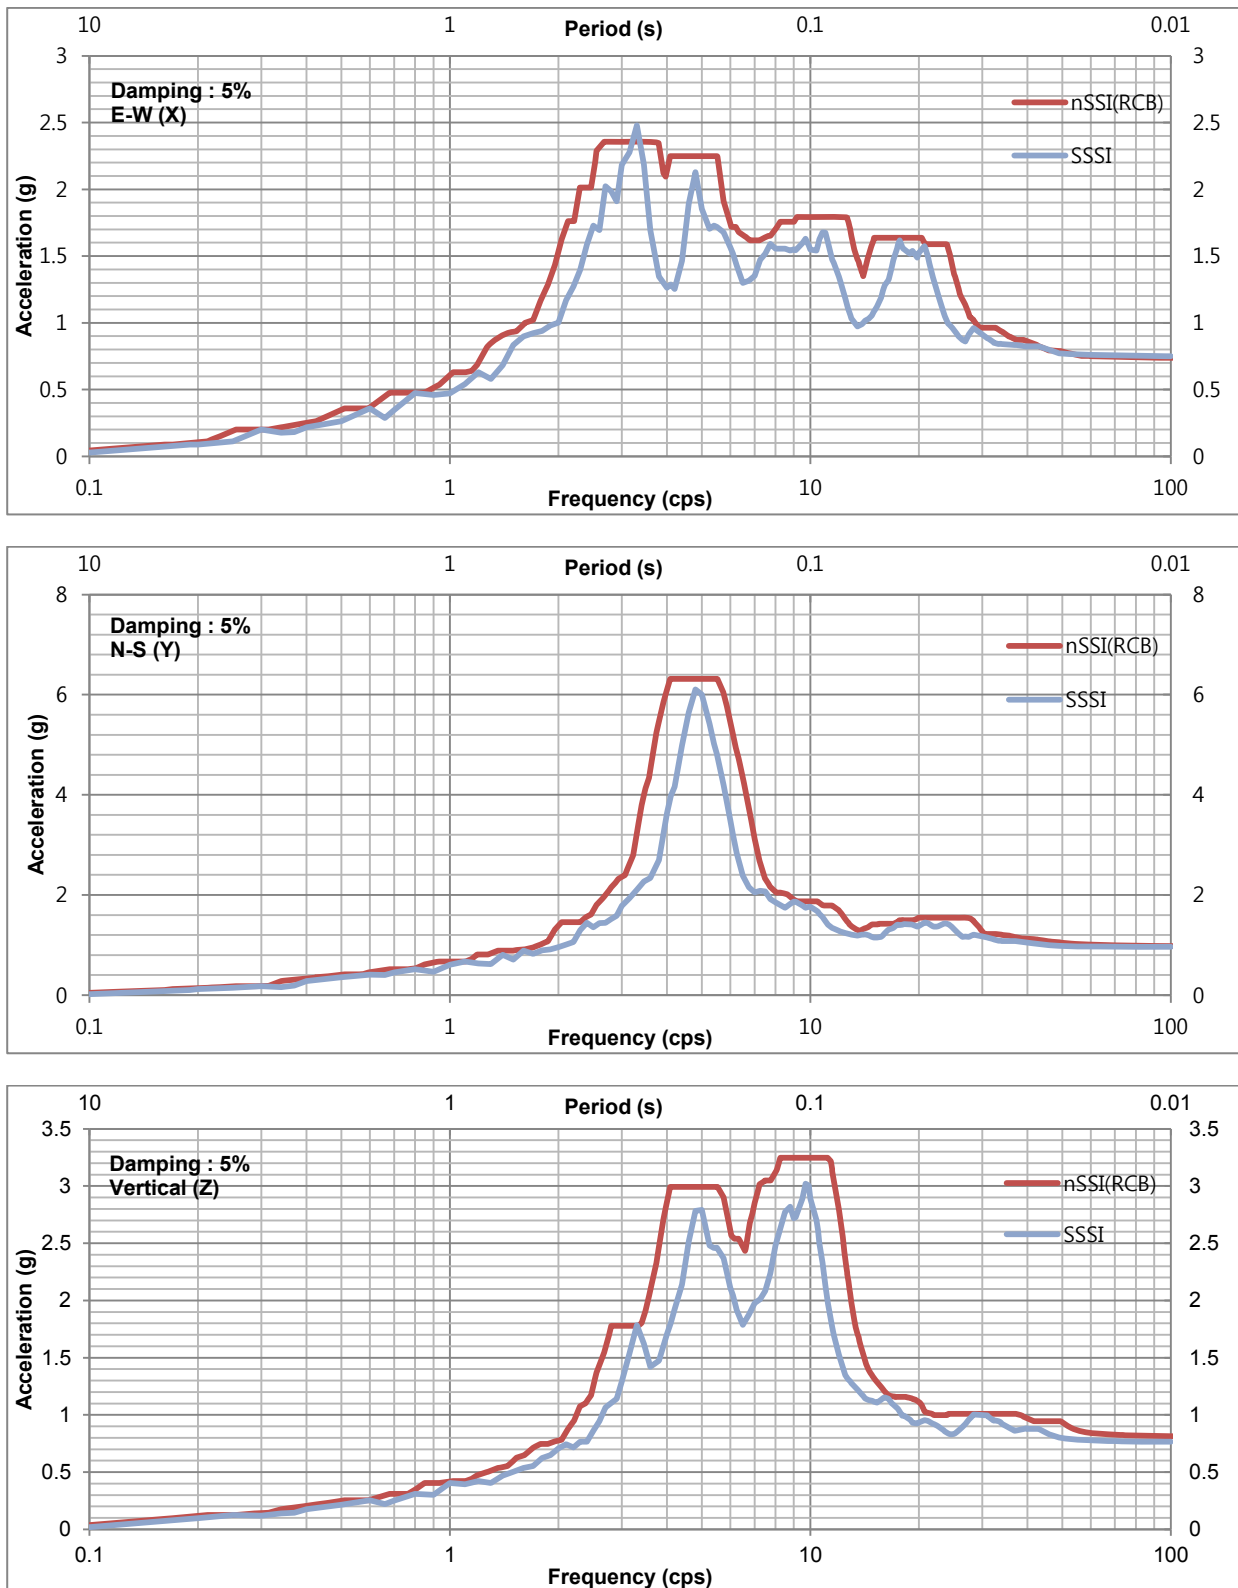 10 1 Period (s) 0.1 0.01
3 3
Damping : 5%
E-W (X)
nSSI(RCB)
2.5 2.5
SSSI
2 2
Acceleration (g)
1.5 1.5
1 1
0.5 0.5
0 0
0.1 1 10 100
Frequency (cps)
10 1 Period (s) 0.1 0.01
8 8
Damping : 5%
N-S (Y)
nSSI(RCB)
6 6
SSSI
Acceleration (g)
4 4
2 2
0 0
0.1 1 10 100
Frequency (cps)
10 1 Period (s) 0.1 0.01
3.5 3.5
Damping : 5%
Vertical (Z)
nSSI(RCB)
3 3
SSSI
2.5 2.5
2 2
Acceleration (g)
1.5 1.5
1 1
0.5 0.5
0 0
0.1 1 10 100
Frequency (cps)